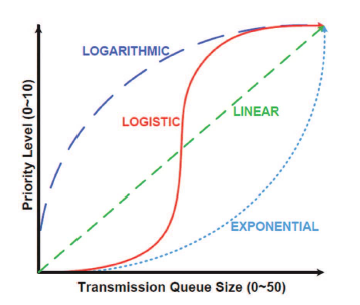 LOGARITHMIC
LOGISTIC
LINEAR
EXPONENTIAL
Priority Level (0~10)
Transmission Queue Size (0~50)